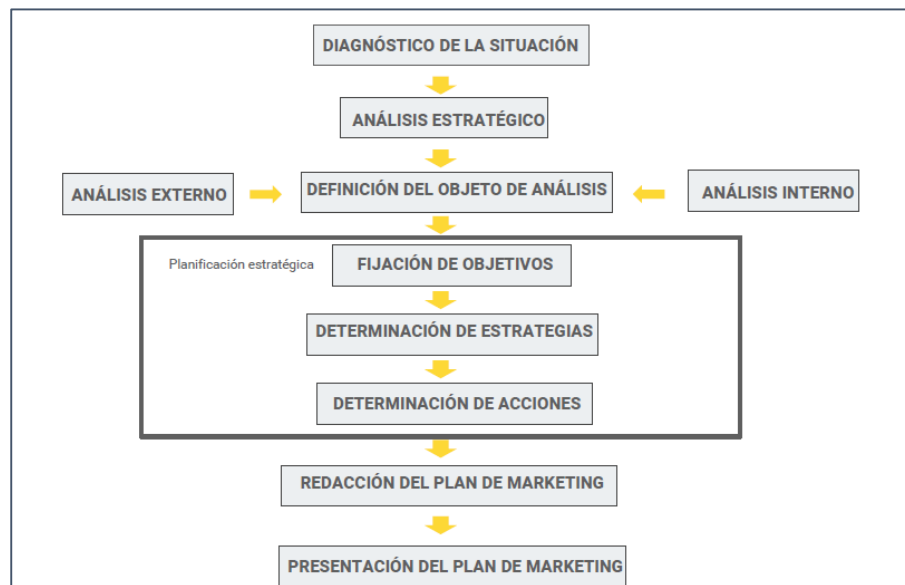 DIAGNÓSTICO DE LA SITUACIÓN
ANÁLISIS ESTRATÉGICO
ANÁLISIS EXTERNO
DEFINICIÓN DEL OBJETO DE ANÁLISIS
ANÁLISIS INTERNO
Planificación estratégica
FIJACIÓN DE OBJETIVOS
DETERMINACIÓN DE ESTRATEGIAS
DETERMINACIÓN DE ACCIONES
REDACCIÓN DEL PLAN DE MARKETING
PRESENTACIÓN DEL PLAN DE MARKETING